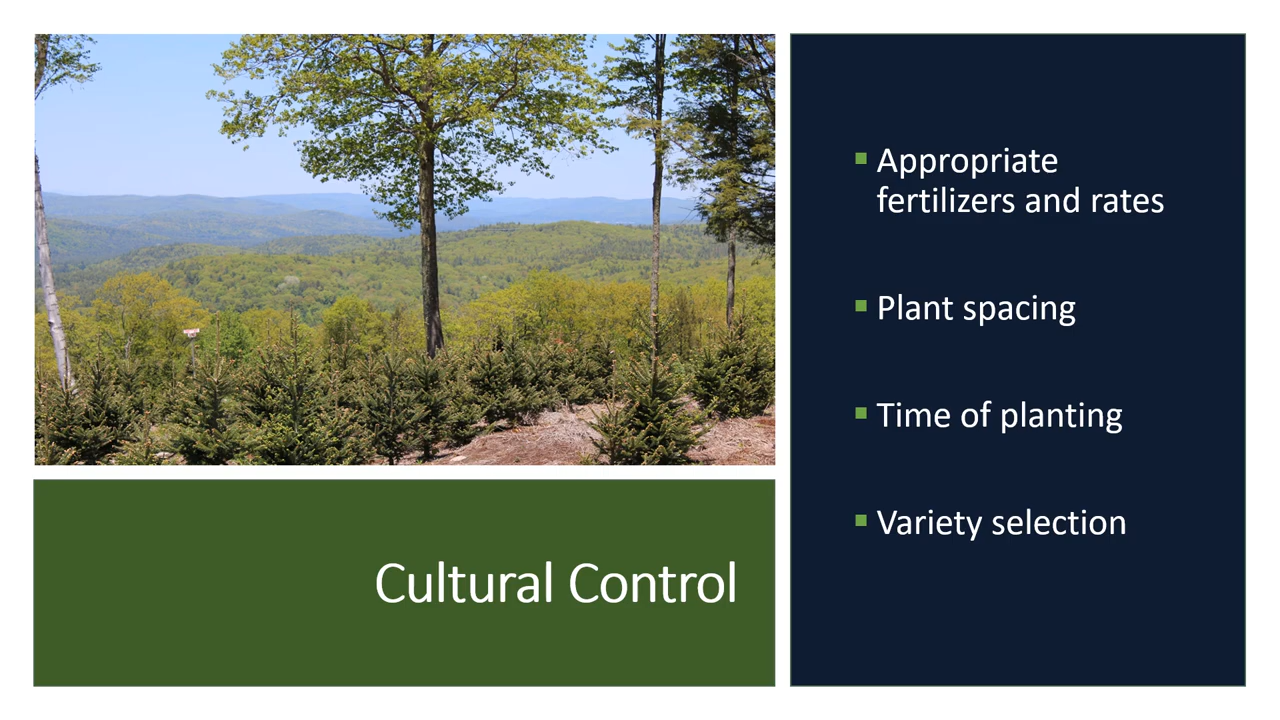 Appropriate
fertilizers and rates
Plant spacing
Time of planting
Variety selection
Cultural Control